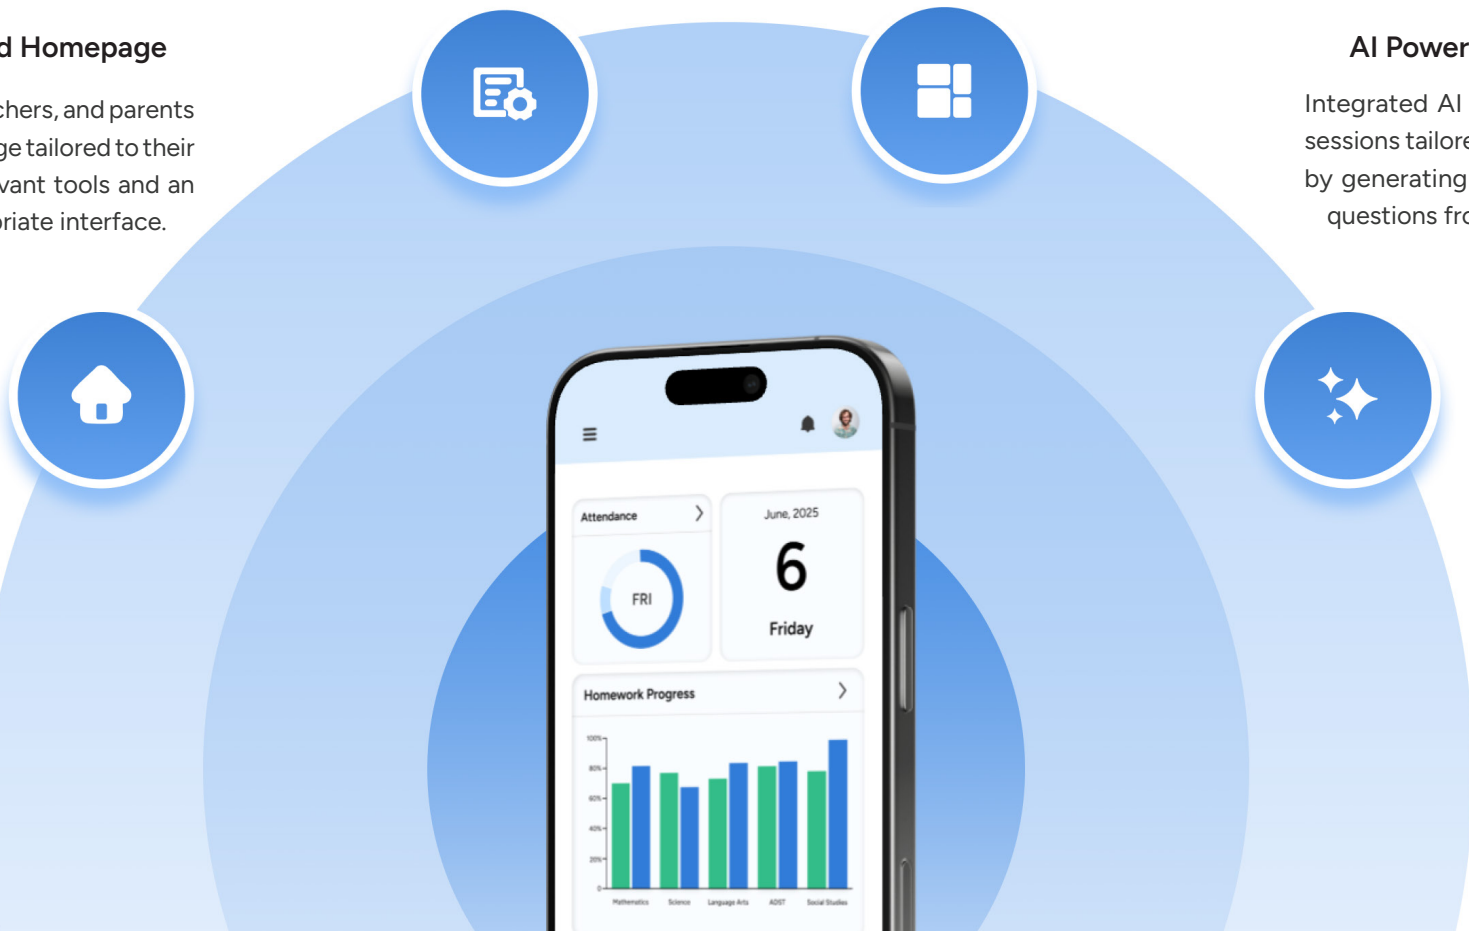 d Homepage
chers, and parents
ge tailored to their
vant tools and an
priate interface.
AI Power
Integrated AI
sessions tailore
by generating
questions fro
Attendance
FRI
June, 2025
6
Friday
Homework Progress
100%
80%
60%
40%
20%
0
Mathematics Science Language Arts ADST Social Studies